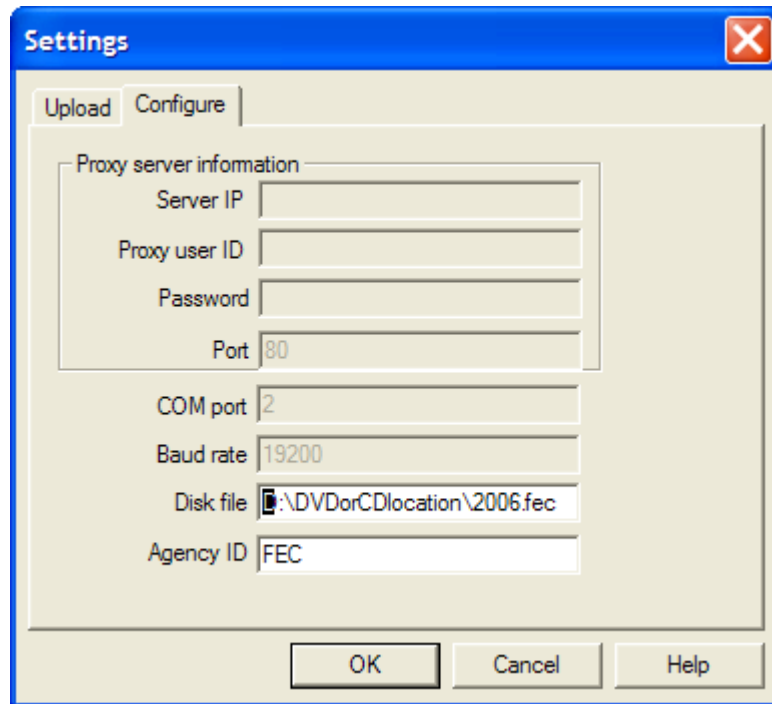 Settings
Upload Configure
Proxy server information
Server IP
Proxy user ID
Password
Port 80
COM port 2
Baud rate 19200
Disk file D:\DVDorCDlocation\2006.fec
Agency ID FEC
OK Cancel Help